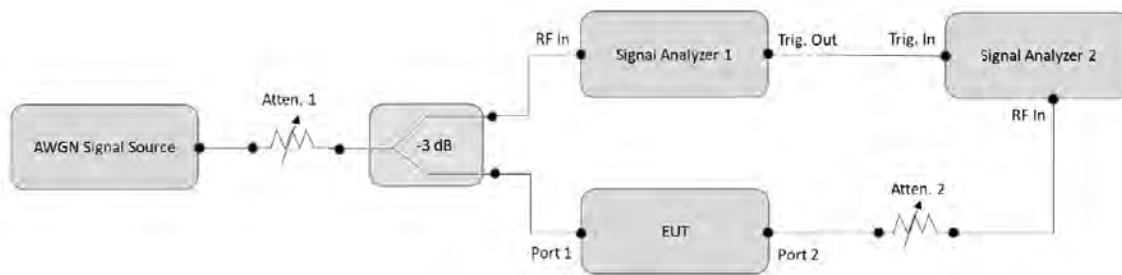 RF In
Signal Analyzer 1
Trig. Out
Trig. In
Signal Analyzer 2
RF In
AWGN Signal Source
Atten. 1
-3 dB
Port 1
EUT
Port 2
Atten. 2